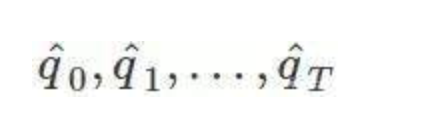 q̂₀, q̂₁, ..., q̂_T